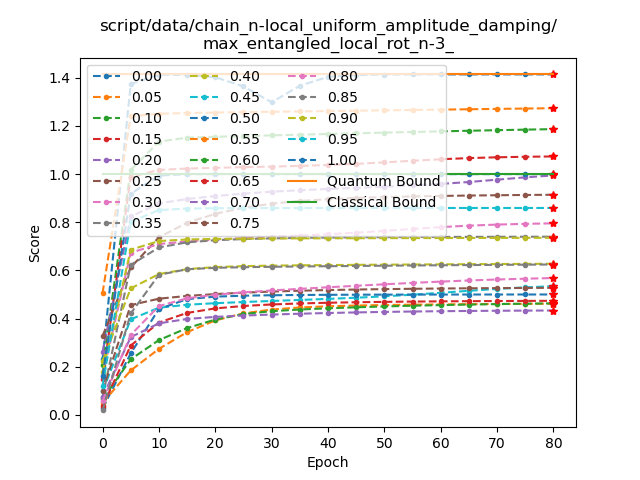 script/data/chain_n-local_uniform_amplitude_damping/
max_entangled_local_rot_n-3_
Score
1.4
1.2
1.0
0.8
0.6
0.4
0.2
0.0
0.00 0.40 0.80
0.05 0.45 0.85
0.10 0.50 0.90
0.15 0.55 0.95
0.20 0.60 1.00
0.25 0.65 Quantum Bound
0.30 0.70 Classical Bound
0.35 0.75
0 10 20 30 40 50 60 70 80
Epoch